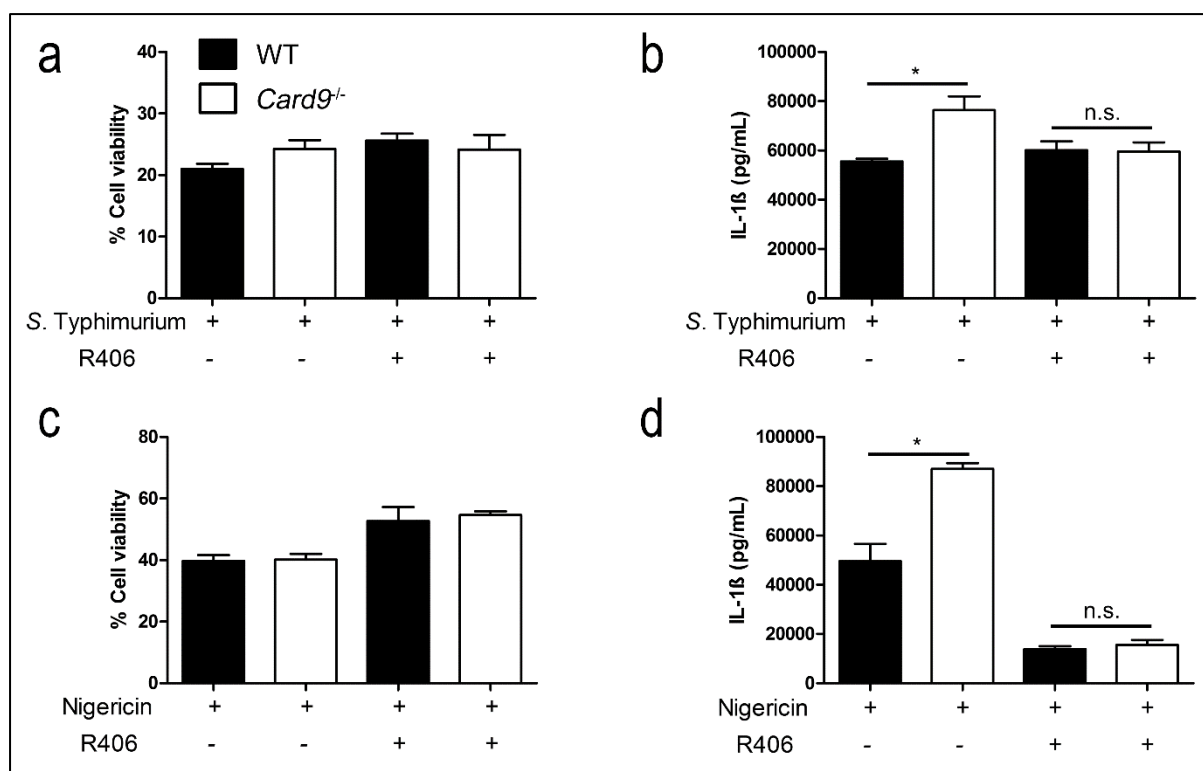 a
WT
Card9-/-
40
30
20
10
0
% Cell viability
S. Typhimurium + + + +
R406 - - + +
b
100000
80000
60000
40000
20000
0
IL-1ß (pg/mL)
*
n.s.
S. Typhimurium + + + +
R406 - - + +
c
80
60
40
20
0
% Cell viability
Nigericin + + + +
R406 - - + +
d
100000
80000
60000
40000
20000
0
IL-1ß (pg/mL)
*
n.s.
Nigericin + + + +
R406 - - + +